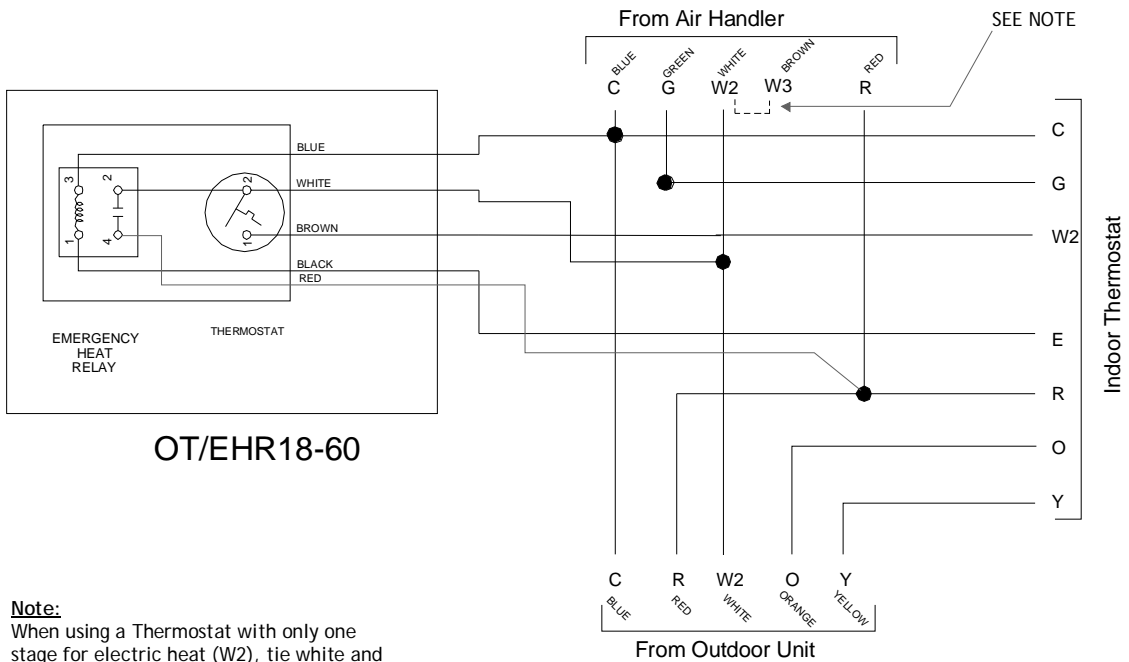 From Air Handler
SEE NOTE
BLUE GREEN WHITE BROWN RED
C G W2 W3 R
C
G
W2
E
R
O
Y
Indoor Thermostat
BLUE
WHITE
BROWN
BLACK
RED
3 2
1 4
2
1
EMERGENCY
HEAT
RELAY
THERMOSTAT
OT/EHR18-60
C R W2 O Y
BLUE RED WHITE ORANGE YELLOW
From Outdoor Unit
Note:
When using a Thermostat with only one
stage for electric heat (W2), tie white and